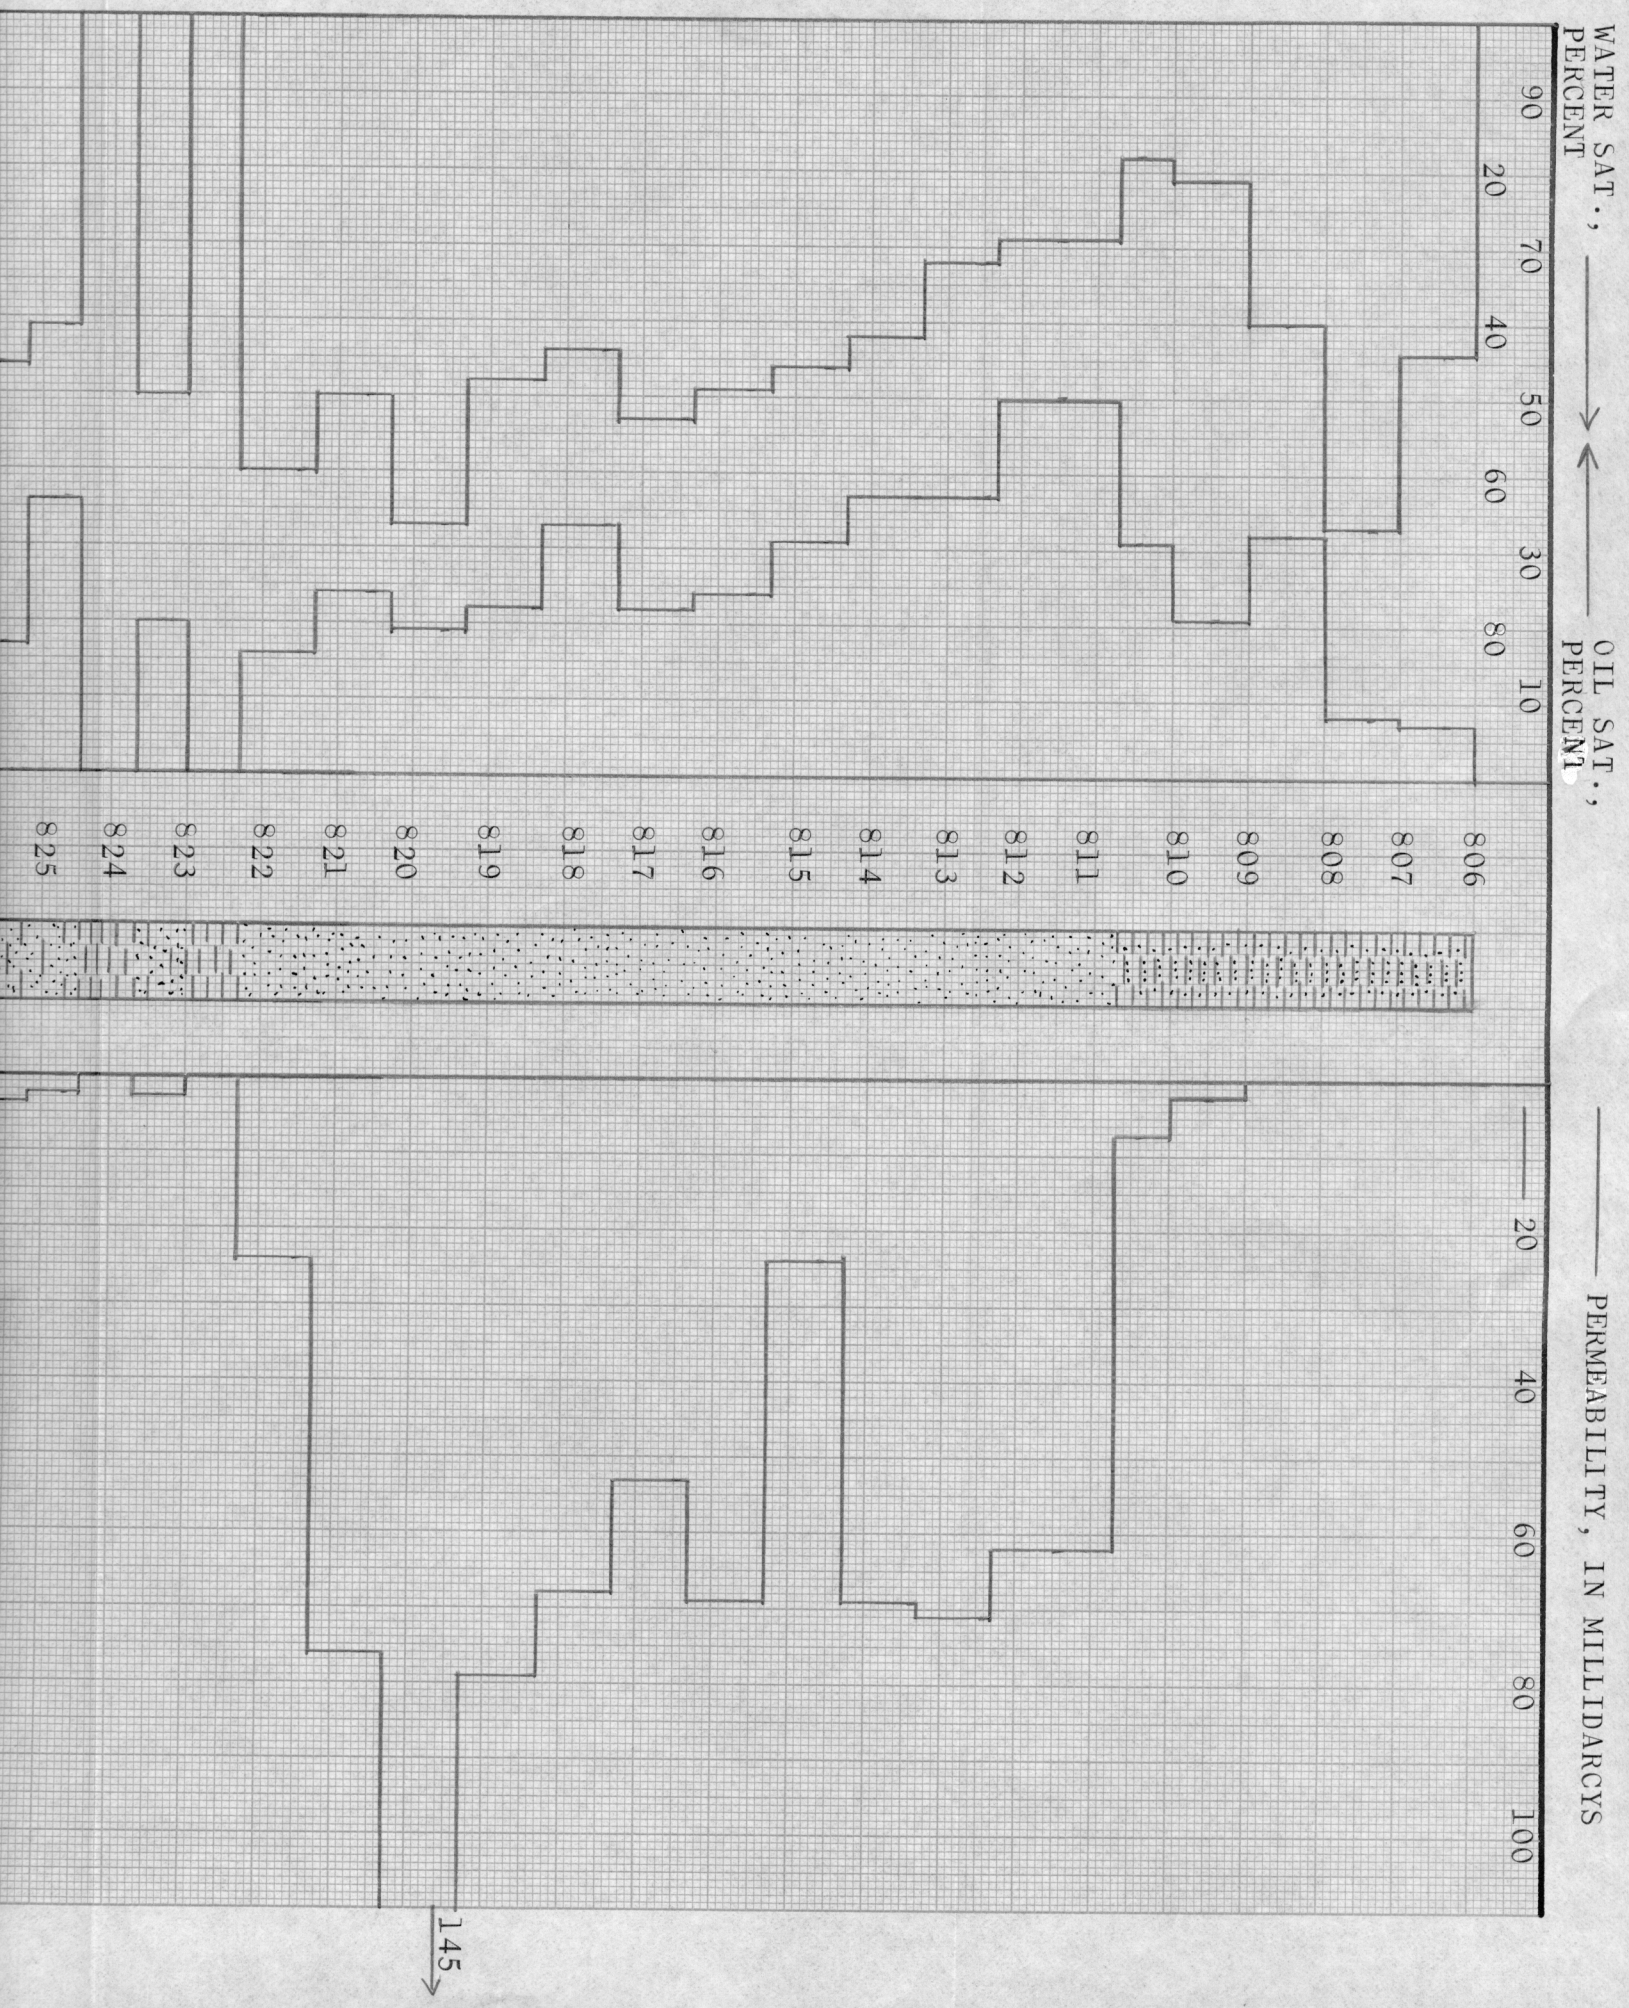 WATER SAT.,
PERCENT
OIL SAT.,
PERCENT
PERMEABILITY, IN MILLIDARCYS
90 70 50 30 10
20 40 60 80
20 40 60 80 100
806
807
808
809
810
811
812
813
814
815
816
817
818
819
820
821
822
823
824
825
145